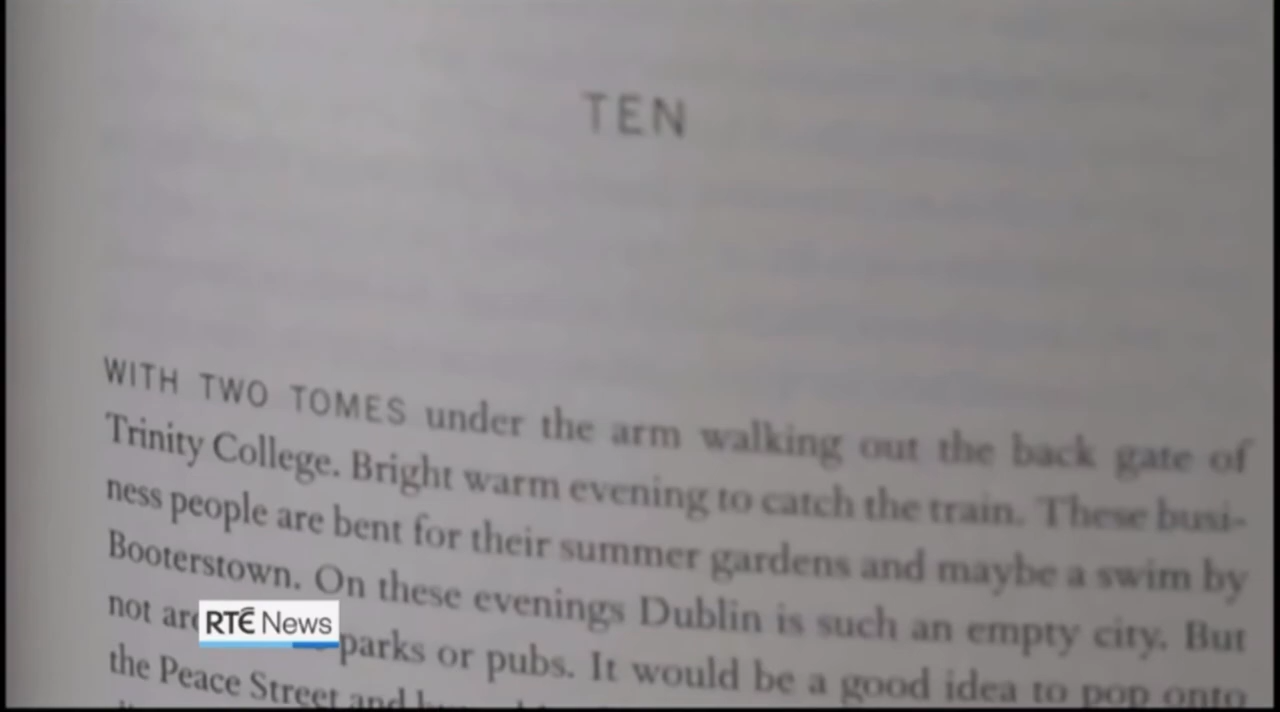 TEN
WITH TWO TOMES under the arm walking out the back gate of
Trinity College. Bright warm evening to catch the train. These busi-
ness people are bent for their summer gardens and maybe a swim by
Booterstown. On these evenings Dublin is such an empty city. But
not parks or pubs. It would be a good idea to pop onto
the Peace Street and
RTÉ News